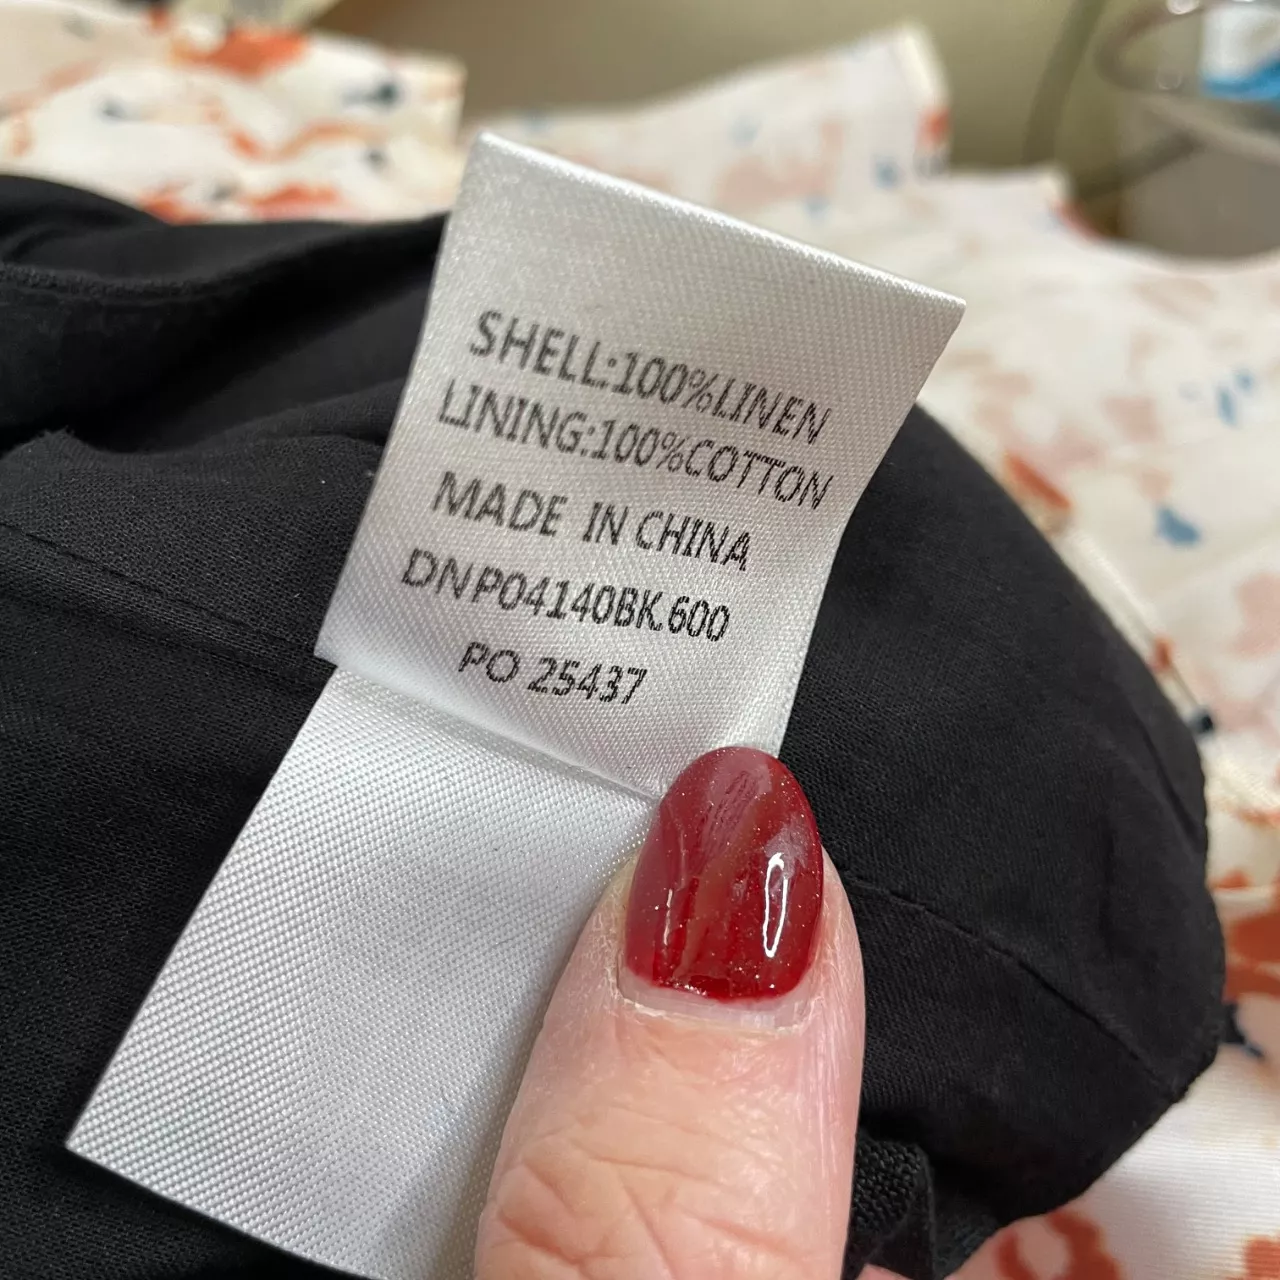 SHELL:100%LINEN
LINING:100%COTTON
MADE IN CHINA
DNP04140BK.600
PO 25437